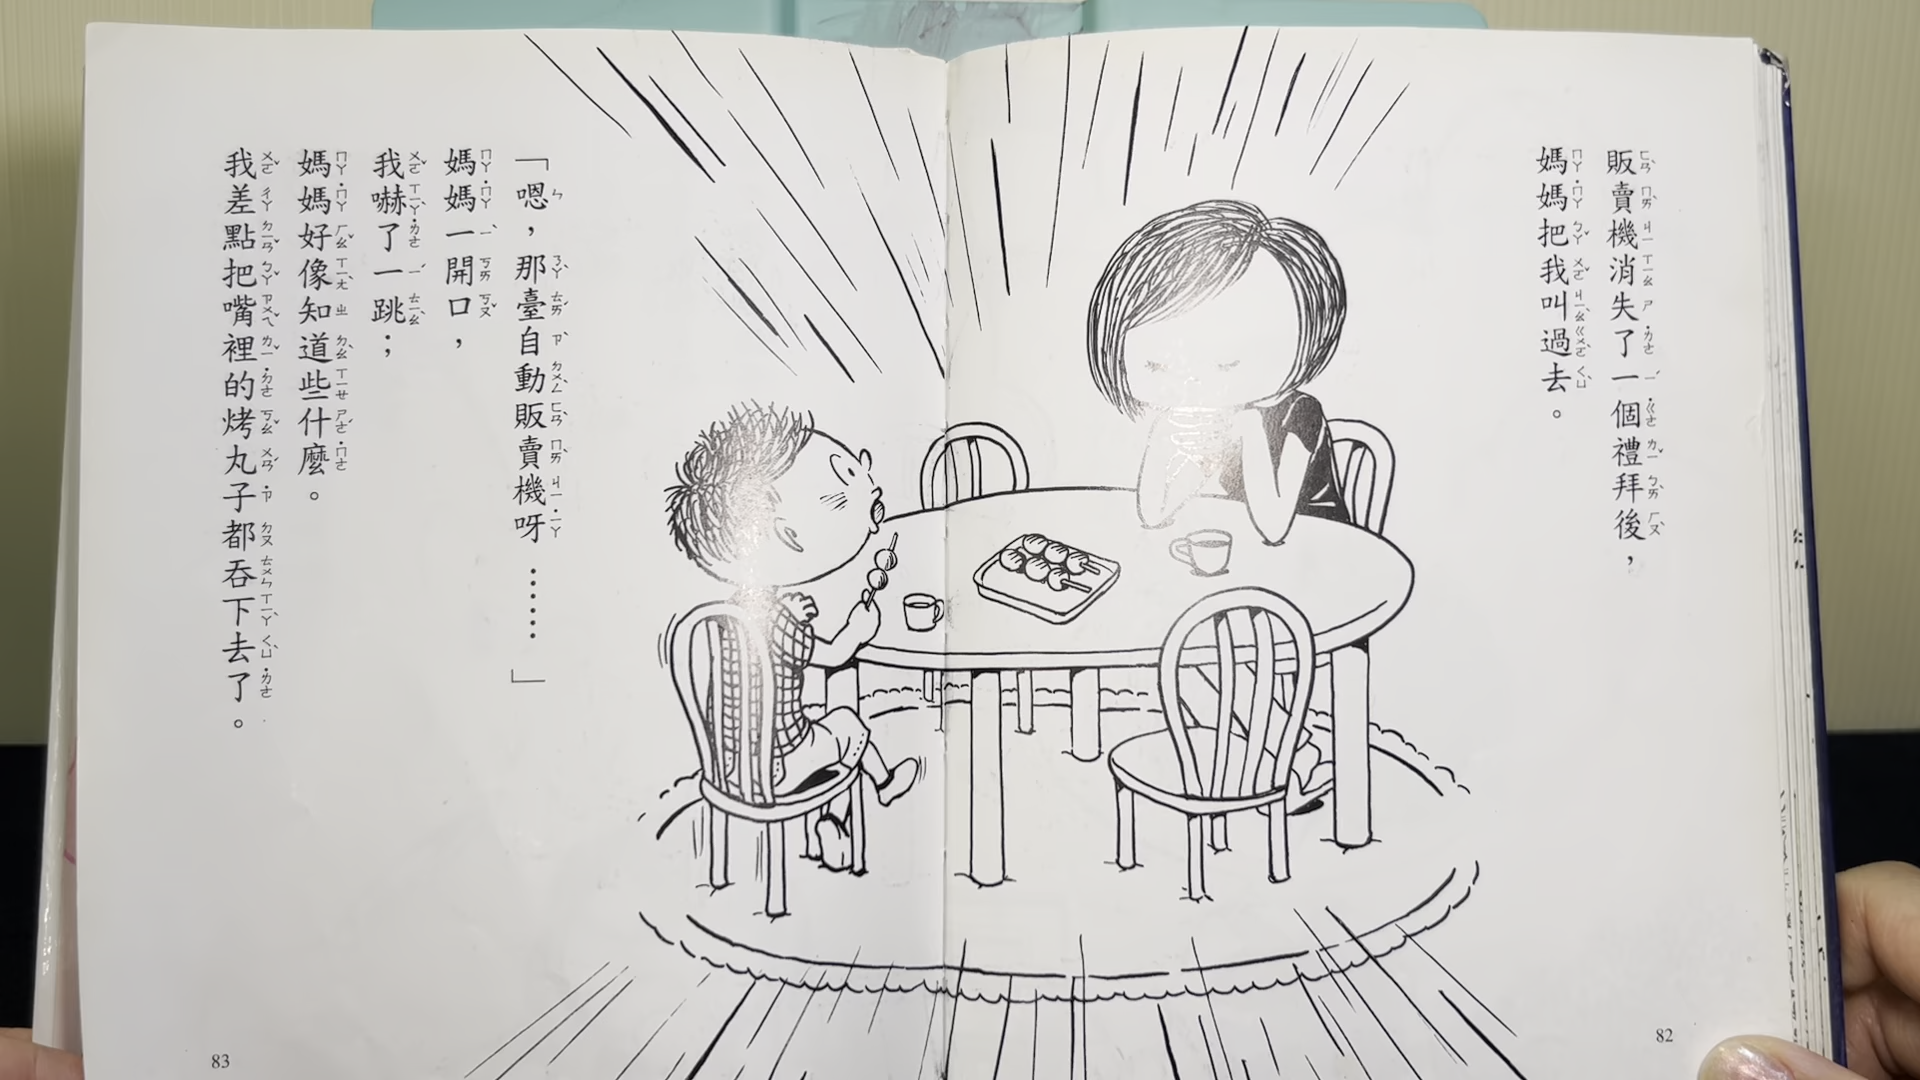 販賣機消失了一個禮拜後，
媽媽把我叫過去。
82
「嗯，那臺自動販賣機呀……」
媽媽一開口，
我嚇了一跳；
媽媽好像知道些什麼。
我差點把嘴裡的烤丸子都吞下去了。
83